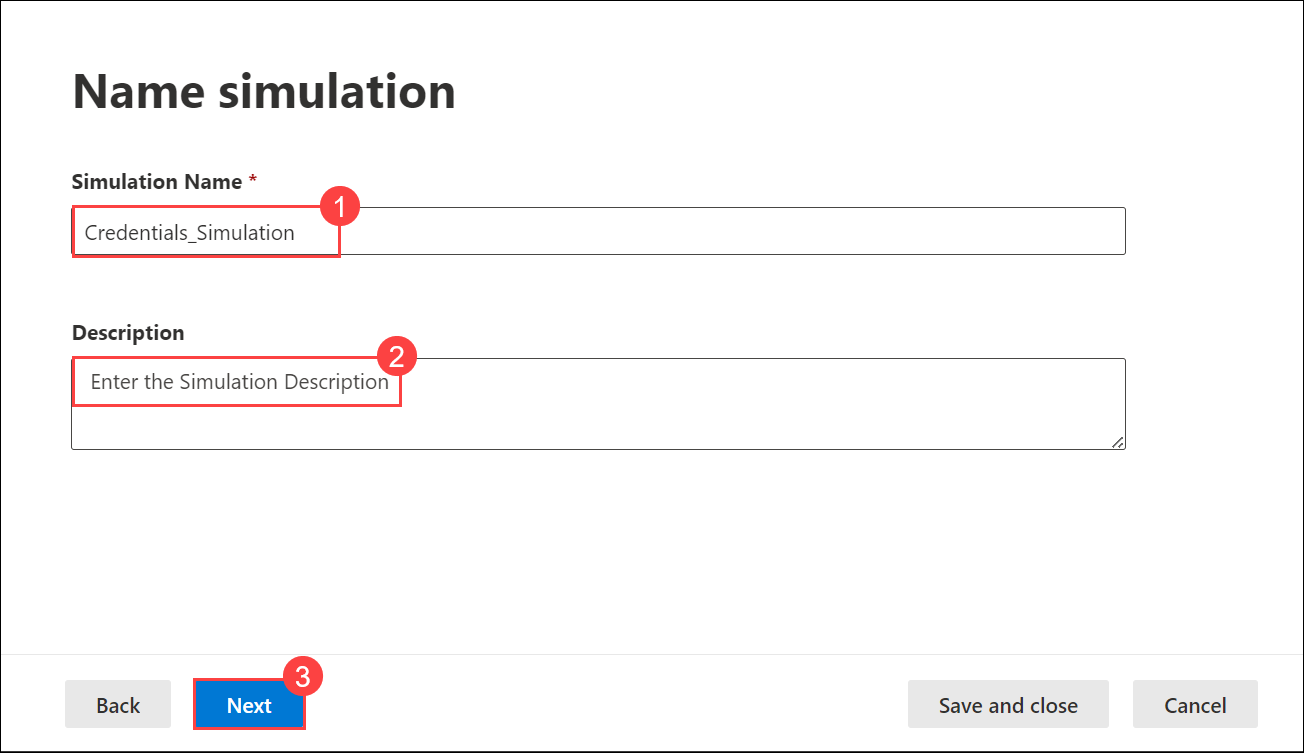 Name simulation
Simulation Name *
1
Credentials_Simulation
Description
2
Enter the Simulation Description
3
Back
Next
Save and close
Cancel